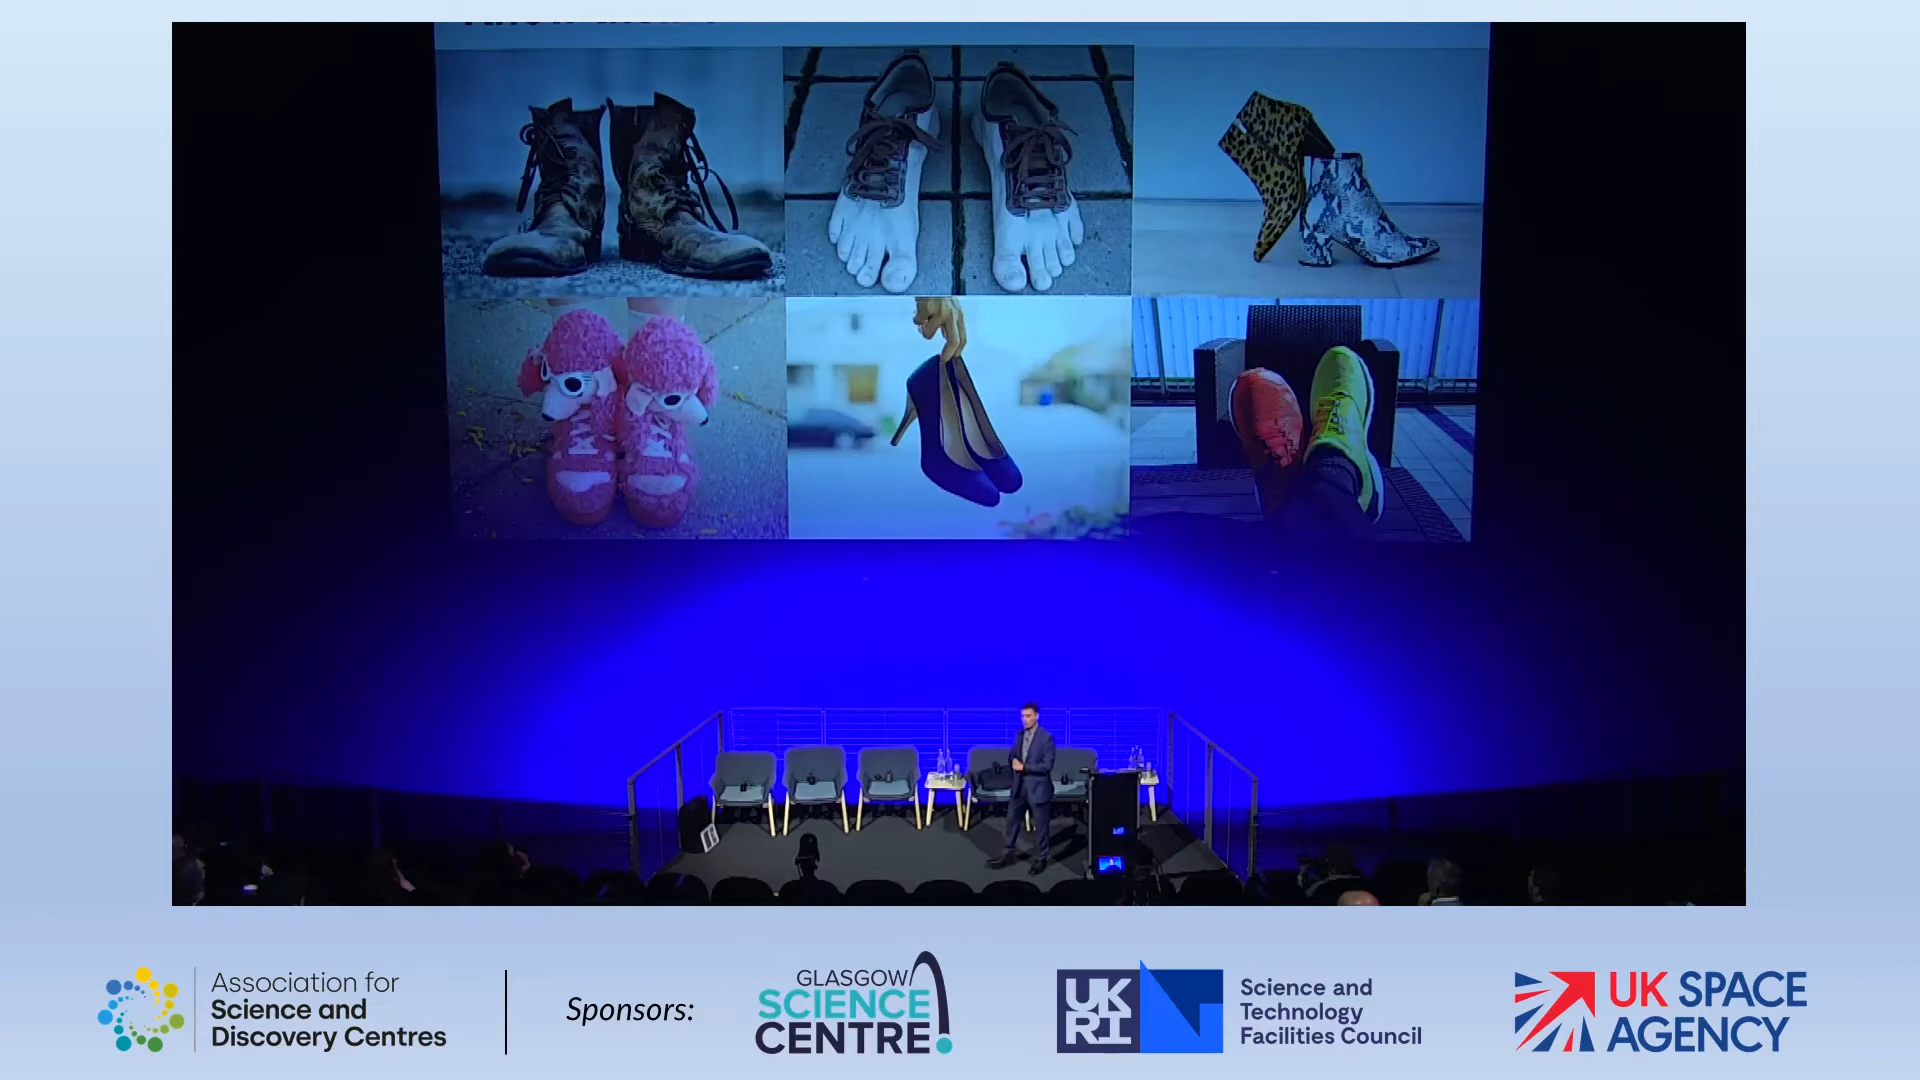 Association for
Science and
Discovery Centres
Sponsors:
GLASGOW
SCIENCE
CENTRE
UK
RI
Science and
Technology
Facilities Council
UK SPACE
AGENCY